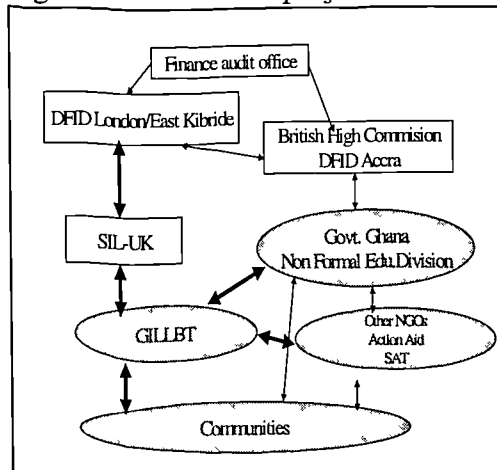 Finance audit office
DFID London/East Kibride
British High Commision
DFID Accra
SIL-UK
Govt. Ghana
Non Formal Edu.Division
GILLBT
Other NGOs
Action Aid
SAT
Communities